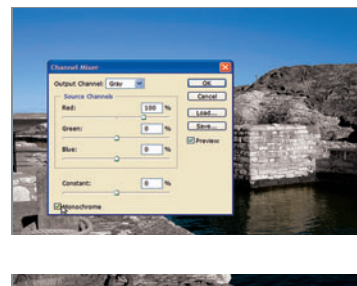 Channel Mixer
Output Channel: Gray
OK
Source Channels
Cancel
Red: 100 %
Load...
Save...
Green: 0 %
Preview
Blue: 0 %
Constant: 0 %
Monochrome